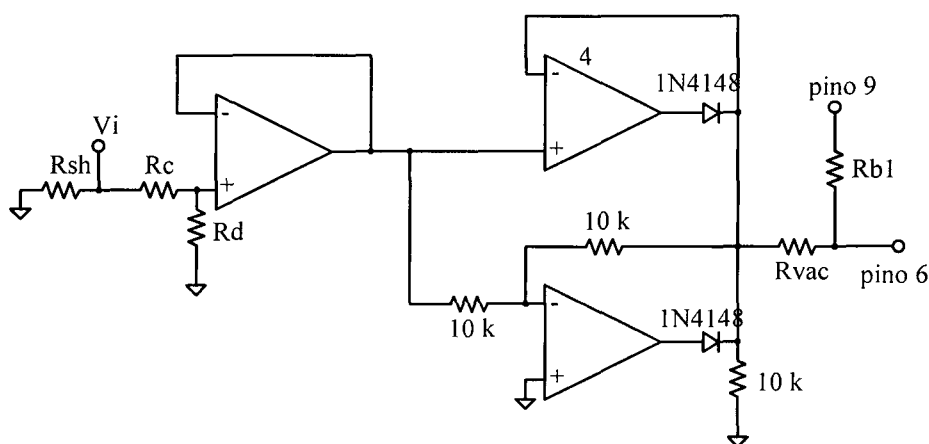 4
1N4148
pino 9
Vi
Rsh
Rc
-
+
-
+
Rb1
Rd
10 k
Rvac
pino 6
10 k
-
+
1N4148
10 k